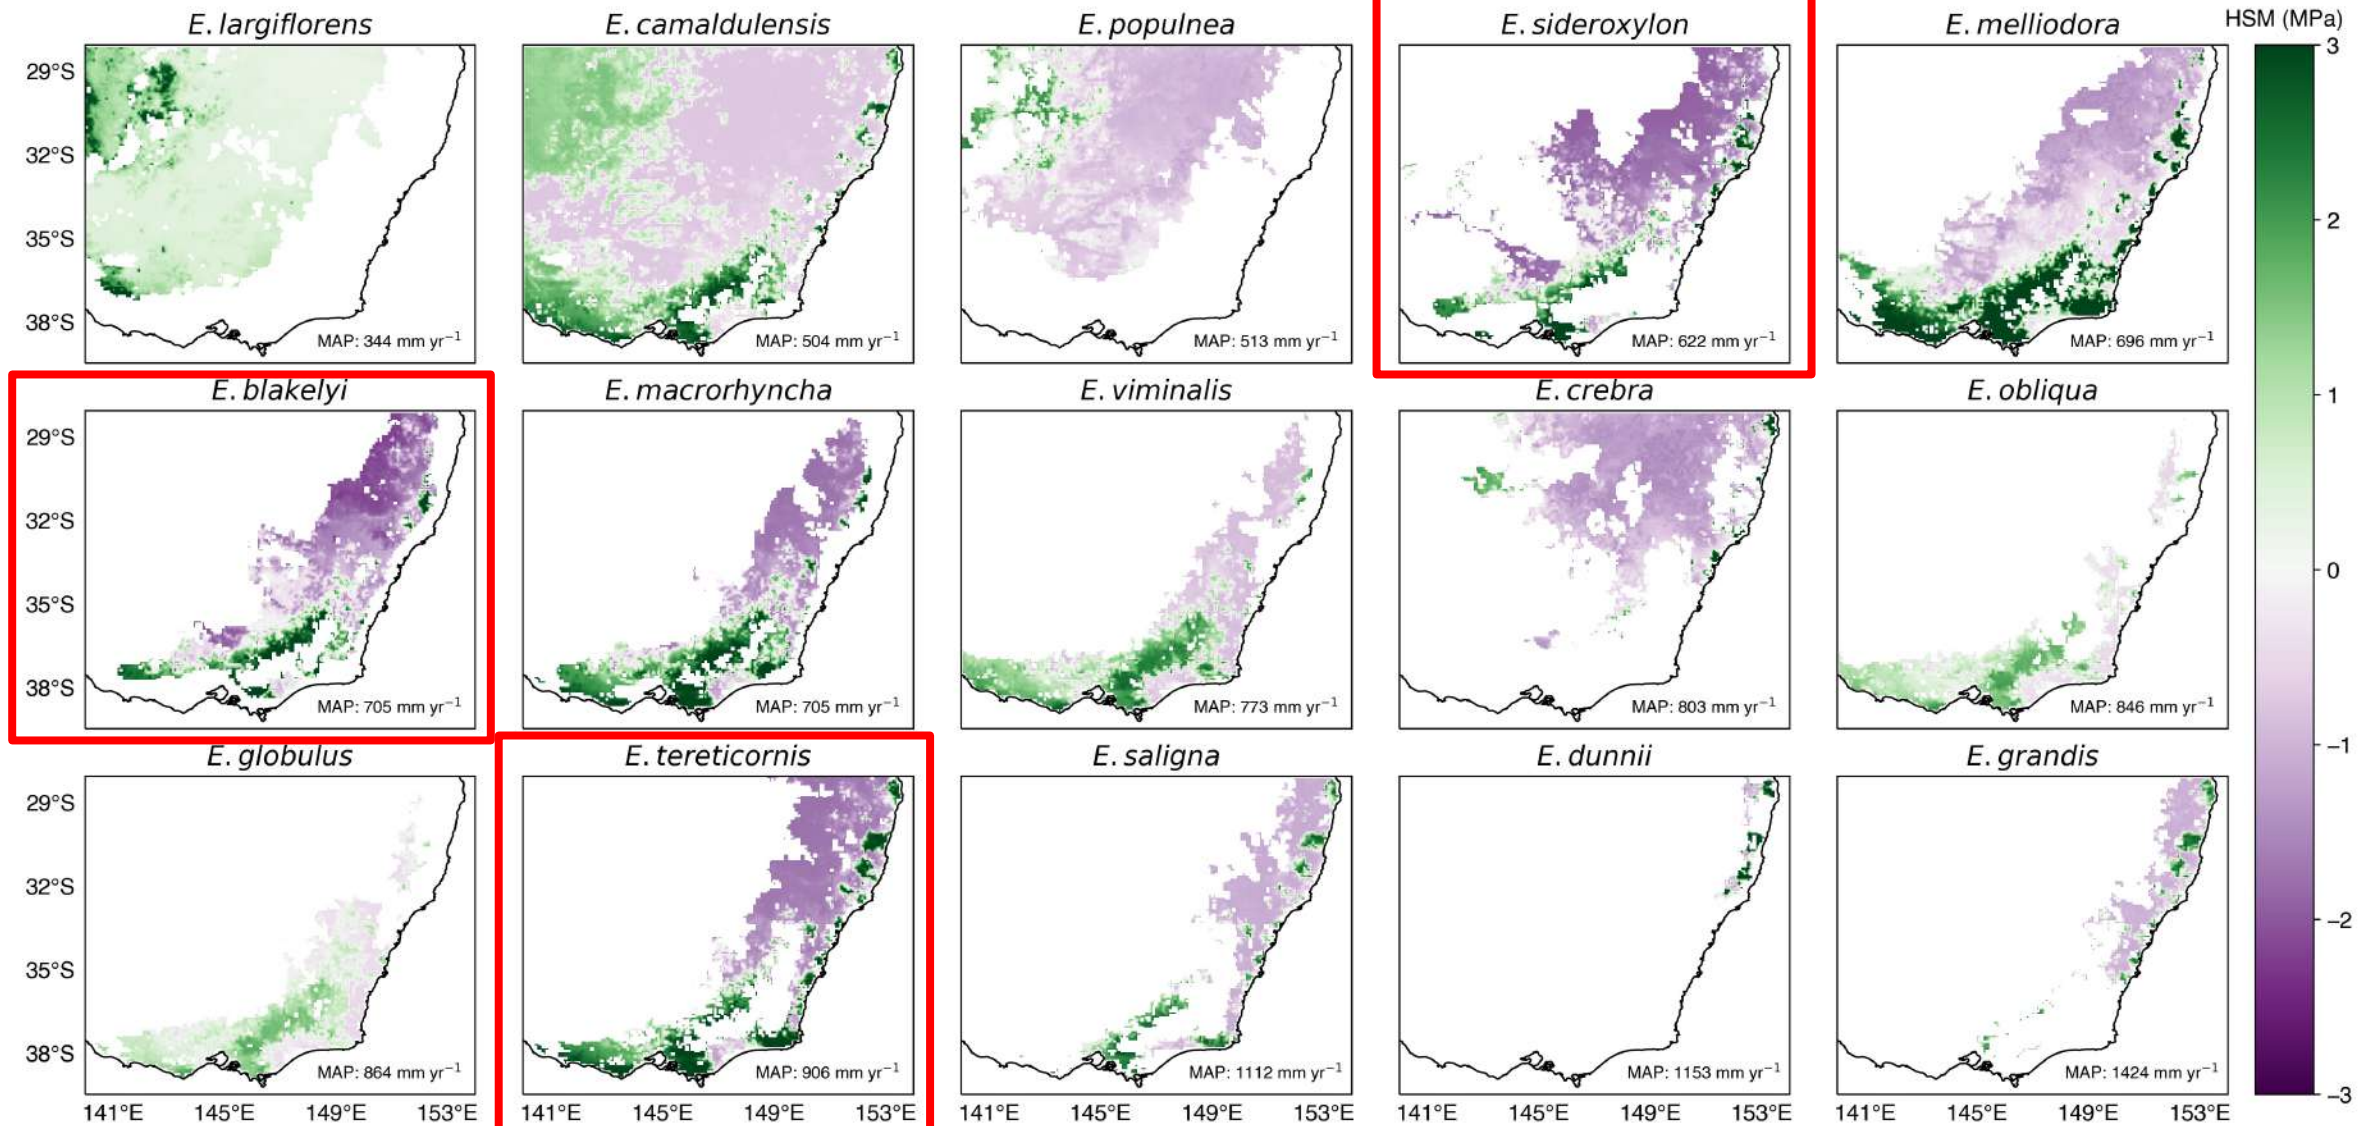 E. largiflorens E. camaldulensis E. populnea E. sideroxylon E. melliodora HSM (MPa)
29°S
32°S
35°S
38°S
MAP: 344 mm yr⁻¹ MAP: 504 mm yr⁻¹ MAP: 513 mm yr⁻¹ MAP: 622 mm yr⁻¹ MAP: 696 mm yr⁻¹
E. blakelyi E. macrorhyncha E. viminalis E. crebra E. obliqua
29°S
32°S
35°S
38°S
MAP: 705 mm yr⁻¹ MAP: 705 mm yr⁻¹ MAP: 773 mm yr⁻¹ MAP: 803 mm yr⁻¹ MAP: 846 mm yr⁻¹
E. globulus E. tereticornis E. saligna E. dunnii E. grandis
29°S
32°S
35°S
38°S
MAP: 864 mm yr⁻¹ MAP: 906 mm yr⁻¹ MAP: 1112 mm yr⁻¹ MAP: 1153 mm yr⁻¹ MAP: 1424 mm yr⁻¹
141°E 145°E 149°E 153°E 141°E 145°E 149°E 153°E 141°E 145°E 149°E 153°E 141°E 145°E 149°E 153°E 141°E 145°E 149°E 153°E
3
2
1
0
−1
−2
−3